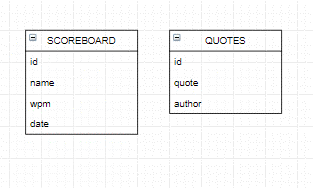 SCOREBOARD
id
name
wpm
date
QUOTES
id
quote
author